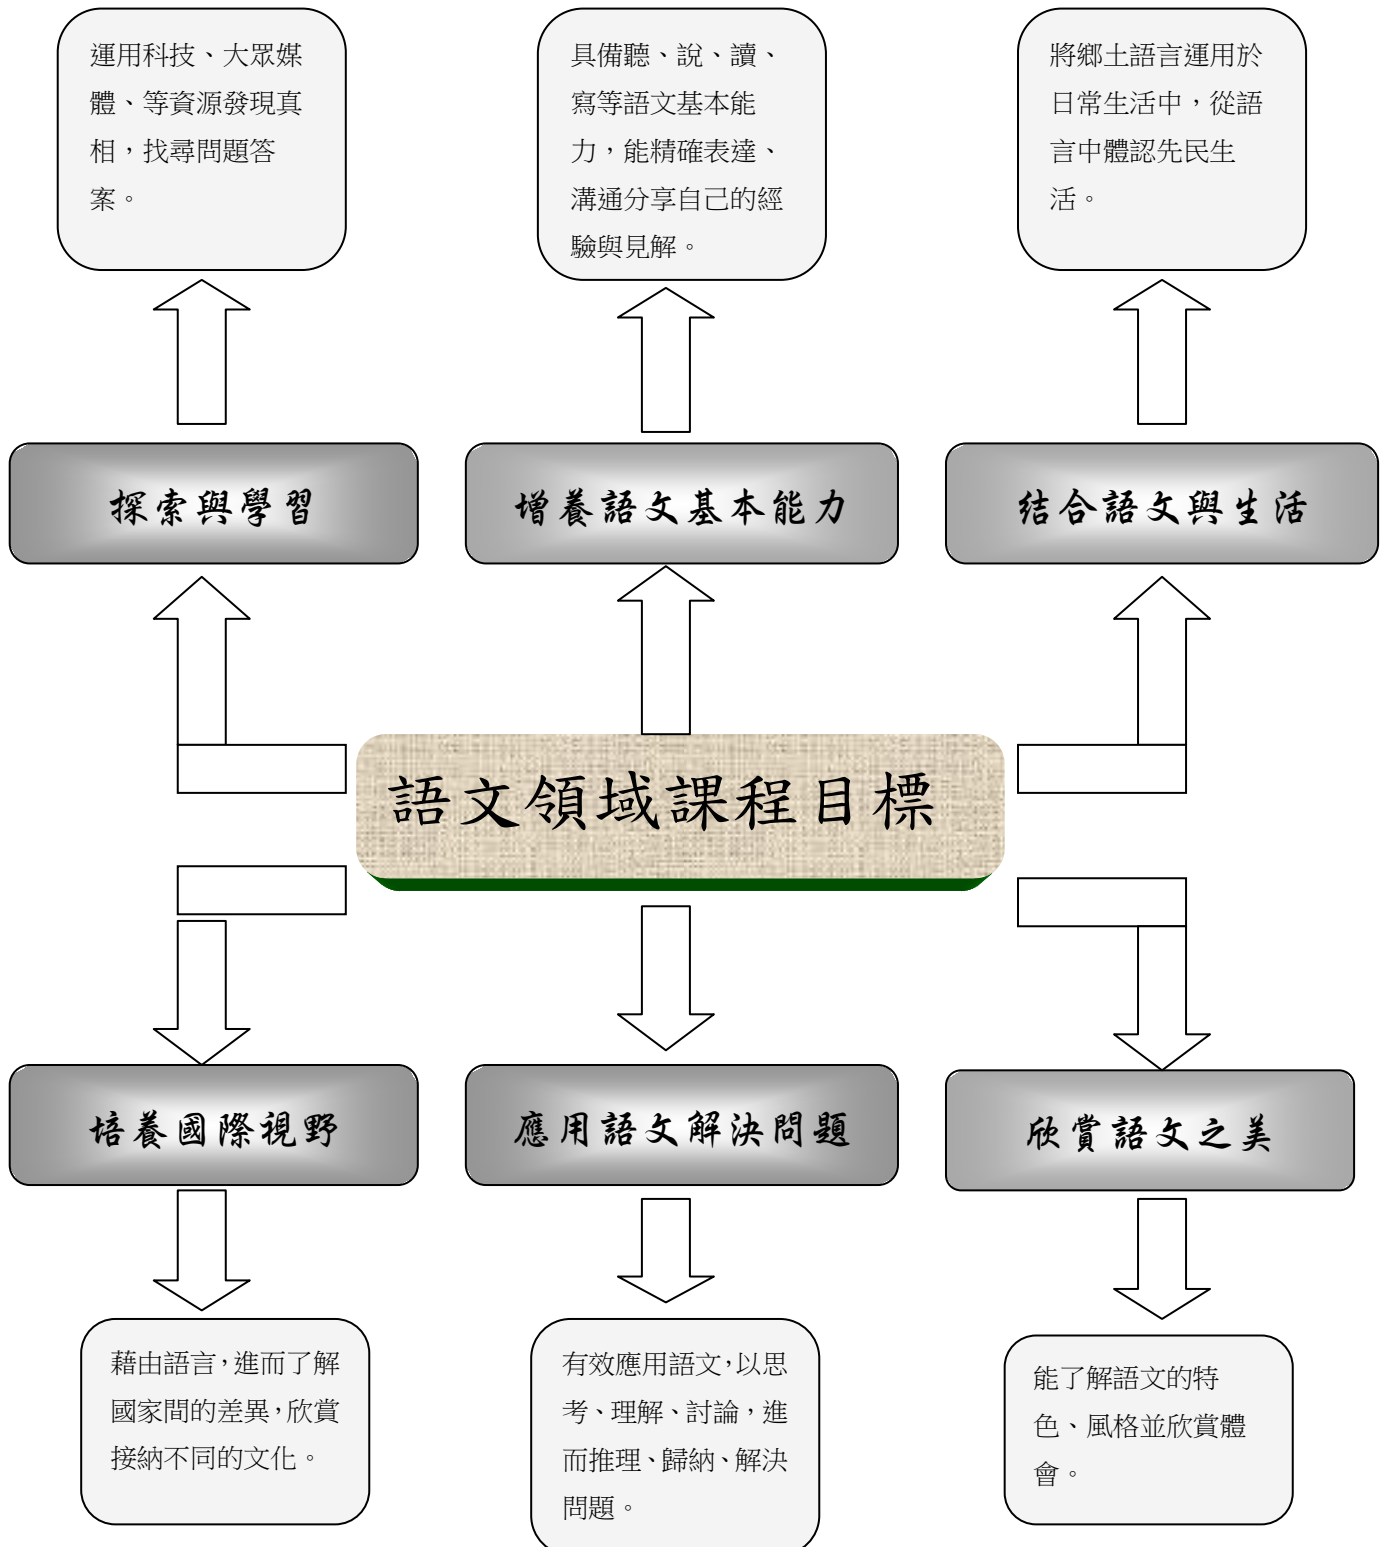 運用科技、大眾媒
體、等資源發現真
相，找尋問題答
案。
具備聽、說、讀、
寫等語文基本能
力，能精確表達、
溝通分享自己的經
驗與見解。
將鄉土語言運用於
日常生活中，從語
言中體認先民生
活。
探索與學習
增養語文基本能力
結合語文與生活
語文領域課程目標
培養國際視野
應用語文解決問題
欣賞語文之美
藉由語言，進而了解
國家間的差異，欣賞
接納不同的文化。
有效應用語文，以思
考、理解、討論，進
而推理、歸納、解決
問題。
能了解語文的特
色、風格並欣賞體
會。